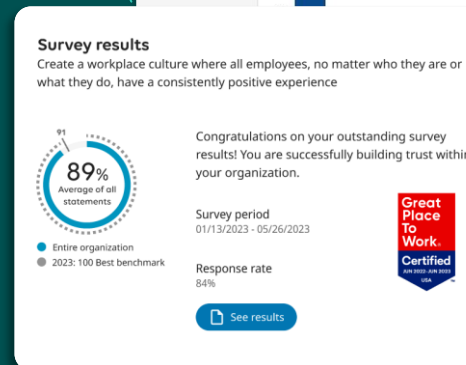 Survey results
Create a workplace culture where all employees, no matter who they are or
what they do, have a consistently positive experience
91
89%
Average of all
statements
Entire organization
2023: 100 Best benchmark
Congratulations on your outstanding survey
results! You are successfully building trust within
your organization.
Survey period
01/13/2023 - 05/26/2023
Response rate
84%
See results
Great
Place
To
Work.
Certified
JUN 2022-JUN 2023
USA
TM